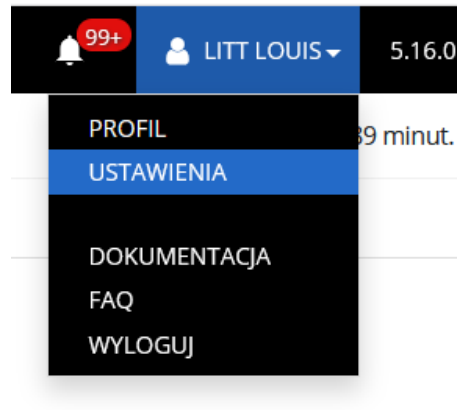 99+ LITT LOUIS 5.16.0
PROFIL 39 minut.
USTAWIENIA
DOKUMENTACJA
FAQ
WYLOGUJ